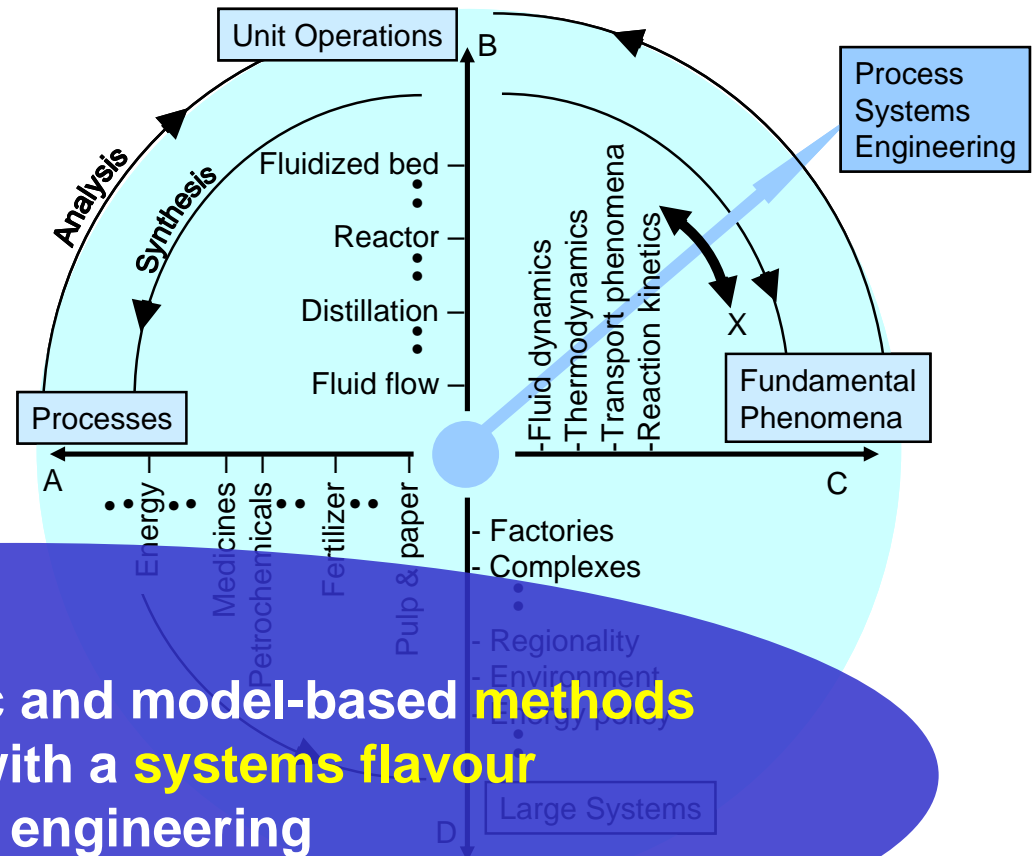 Unit Operations
B
Process
Systems
Engineering
Analysis
Synthesis
Fluidized bed
Reactor
Distillation
Fluid flow
-Fluid dynamics
-Thermodynamics
-Transport phenomena
-Reaction kinetics
X
Fundamental
Phenomena
Processes
A
C
Energy
Medicines
Petrochemicals
Fertilizer
Pulp & paper
- Factories
- Complexes
- Regionality
- Environment
- Energy policy
and model-based methods
with a systems flavour
engineering
Large Systems
D